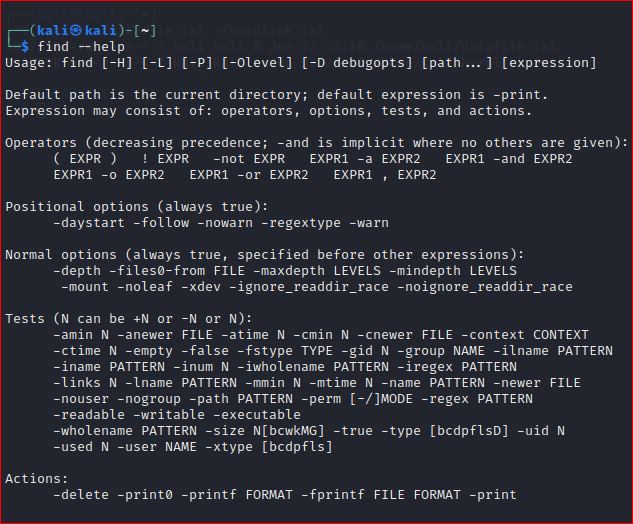 ┌──(kali㉿kali)-[~]
└─$ find --help
Usage: find [-H] [-L] [-P] [-Olevel] [-D debugopts] [path...] [expression]

Default path is the current directory; default expression is -print.
Expression may consist of: operators, options, tests, and actions.

Operators (decreasing precedence; -and is implicit where no others are given):
      ( EXPR )   ! EXPR   -not EXPR   EXPR1 -a EXPR2   EXPR1 -and EXPR2
      EXPR1 -o EXPR2   EXPR1 -or EXPR2   EXPR1 , EXPR2

Positional options (always true):
      -daystart -follow -nowarn -regextype -warn

Normal options (always true, specified before other expressions):
      -depth -files0-from FILE -maxdepth LEVELS -mindepth LEVELS
       -mount -noleaf -xdev -ignore_readdir_race -noignore_readdir_race

Tests (N can be +N or -N or N):
      -amin N -anewer FILE -atime N -cmin N -cnewer FILE -context CONTEXT
      -ctime N -empty -false -fstype TYPE -gid N -group NAME -ilname PATTERN
      -iname PATTERN -inum N -iwholename PATTERN -iregex PATTERN
      -links N -lname PATTERN -mmin N -mtime N -name PATTERN -newer FILE
      -nouser -nogroup -path PATTERN -perm [-/]MODE -regex PATTERN
      -readable -writable -executable
      -wholename PATTERN -size N[bcwkMG] -true -type [bcdpflsD] -uid N
      -used N -user NAME -xtype [bcdpfls]

Actions:
      -delete -print0 -printf FORMAT -fprintf FILE FORMAT -print